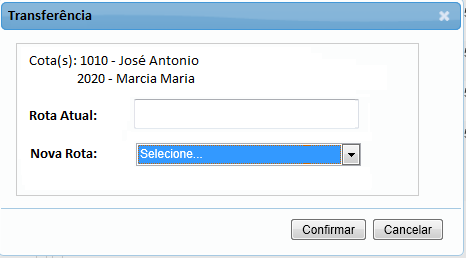 Transferência
Cota(s): 1010 - José Antonio
2020 - Marcia Maria
Rota Atual:
Nova Rota: Selecione...
Confirmar Cancelar